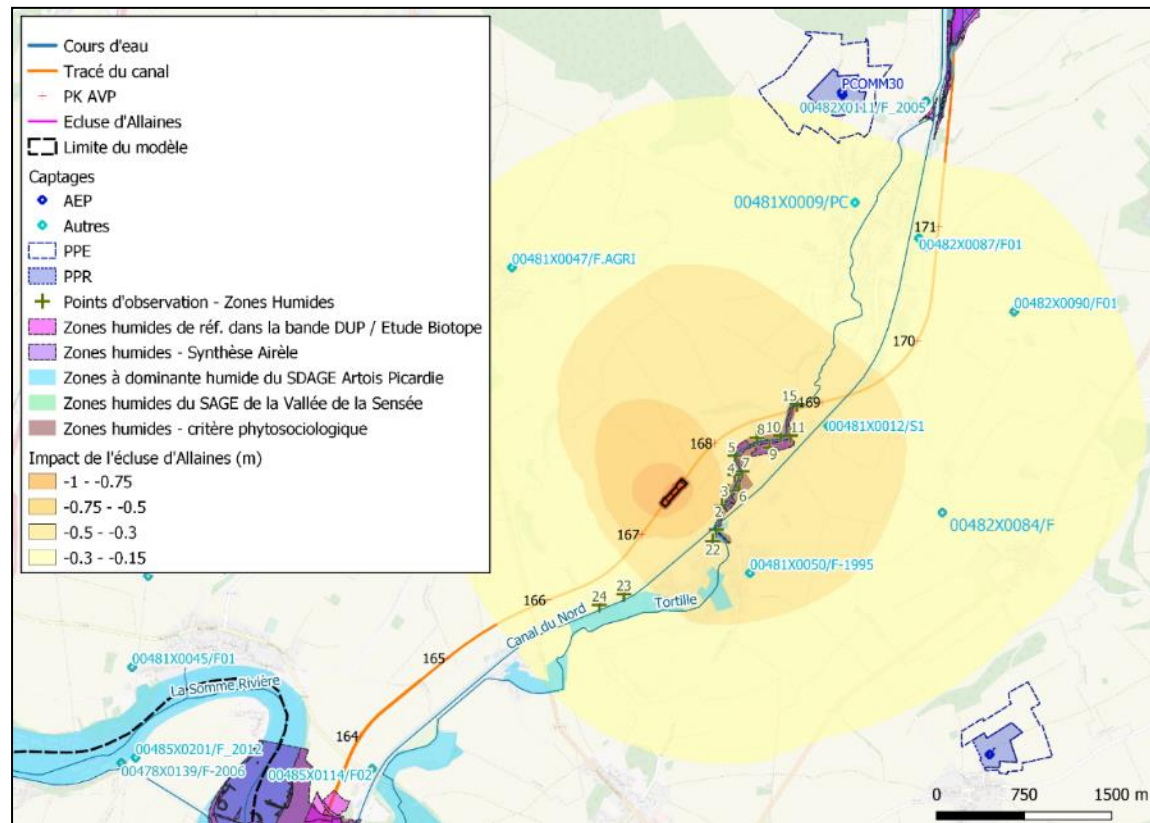 Cours d'eau
Tracé du canal
PK AVP
Ecluse d'Allaines
Limite du modèle
Captages
AEP
Autres
PPE
PPR
Points d'observation - Zones Humides
Zones humides de réf. dans la bande DUP / Etude Biotope
Zones humides - Synthèse Airèle
Zones à dominante humide du SDAGE Artois Picardie
Zones humides du SAGE de la Vallée de la Sensée
Zones humides - critère phytosociologique
Impact de l'écluse d'Allaines (m)
-1 - -0.75
-0.75 - -0.5
-0.5 - -0.3
-0.3 - -0.15
PCOMM30
00482X0111/F_2005
00481X0009/PC
171
00482X0087/F01
00481X0047/F.AGRI
00482X0090/F01
170
15
169
00481X0012/S1
168
8
10
11
5
9
4
7
3
6
2
00482X0084/F
167
22
00481X0050/F-1995
23
166
24
Tortille
Canal du Nord
165
00481X0045/F01
La Somme Rivière
164
00485X0201/F_2012
00478X0139/F-2006
00485X0114/F02
0
750
1500 m